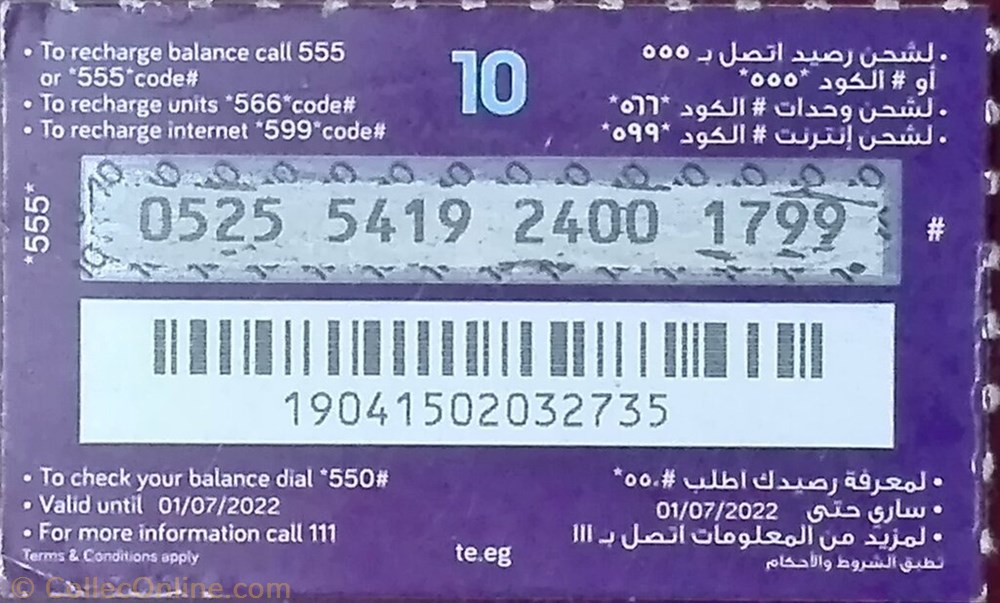 • To recharge balance call 555
or *555*code#
• To recharge units *566*code#
• To recharge internet *599*code#
10
• لشحن رصيد اتصل بـ ٥٥٥
أو # الكود *٥٥٥*
• لشحن وحدات # الكود *٥٦٦*
• لشحن إنترنت # الكود *٥٩٩*
*555*
0525 5419 2400 1799
#
19041502032735
• To check your balance dial *550#
• Valid until 01/07/2022
• For more information call 111
Terms & Conditions apply
te.eg
• لمعرفة رصيدك اطلب #٥٥٠*
• ساري حتى 01/07/2022
• لمزيد من المعلومات اتصل بـ ١١١
تطبق الشروط والأحكام
© CollecOnline.com